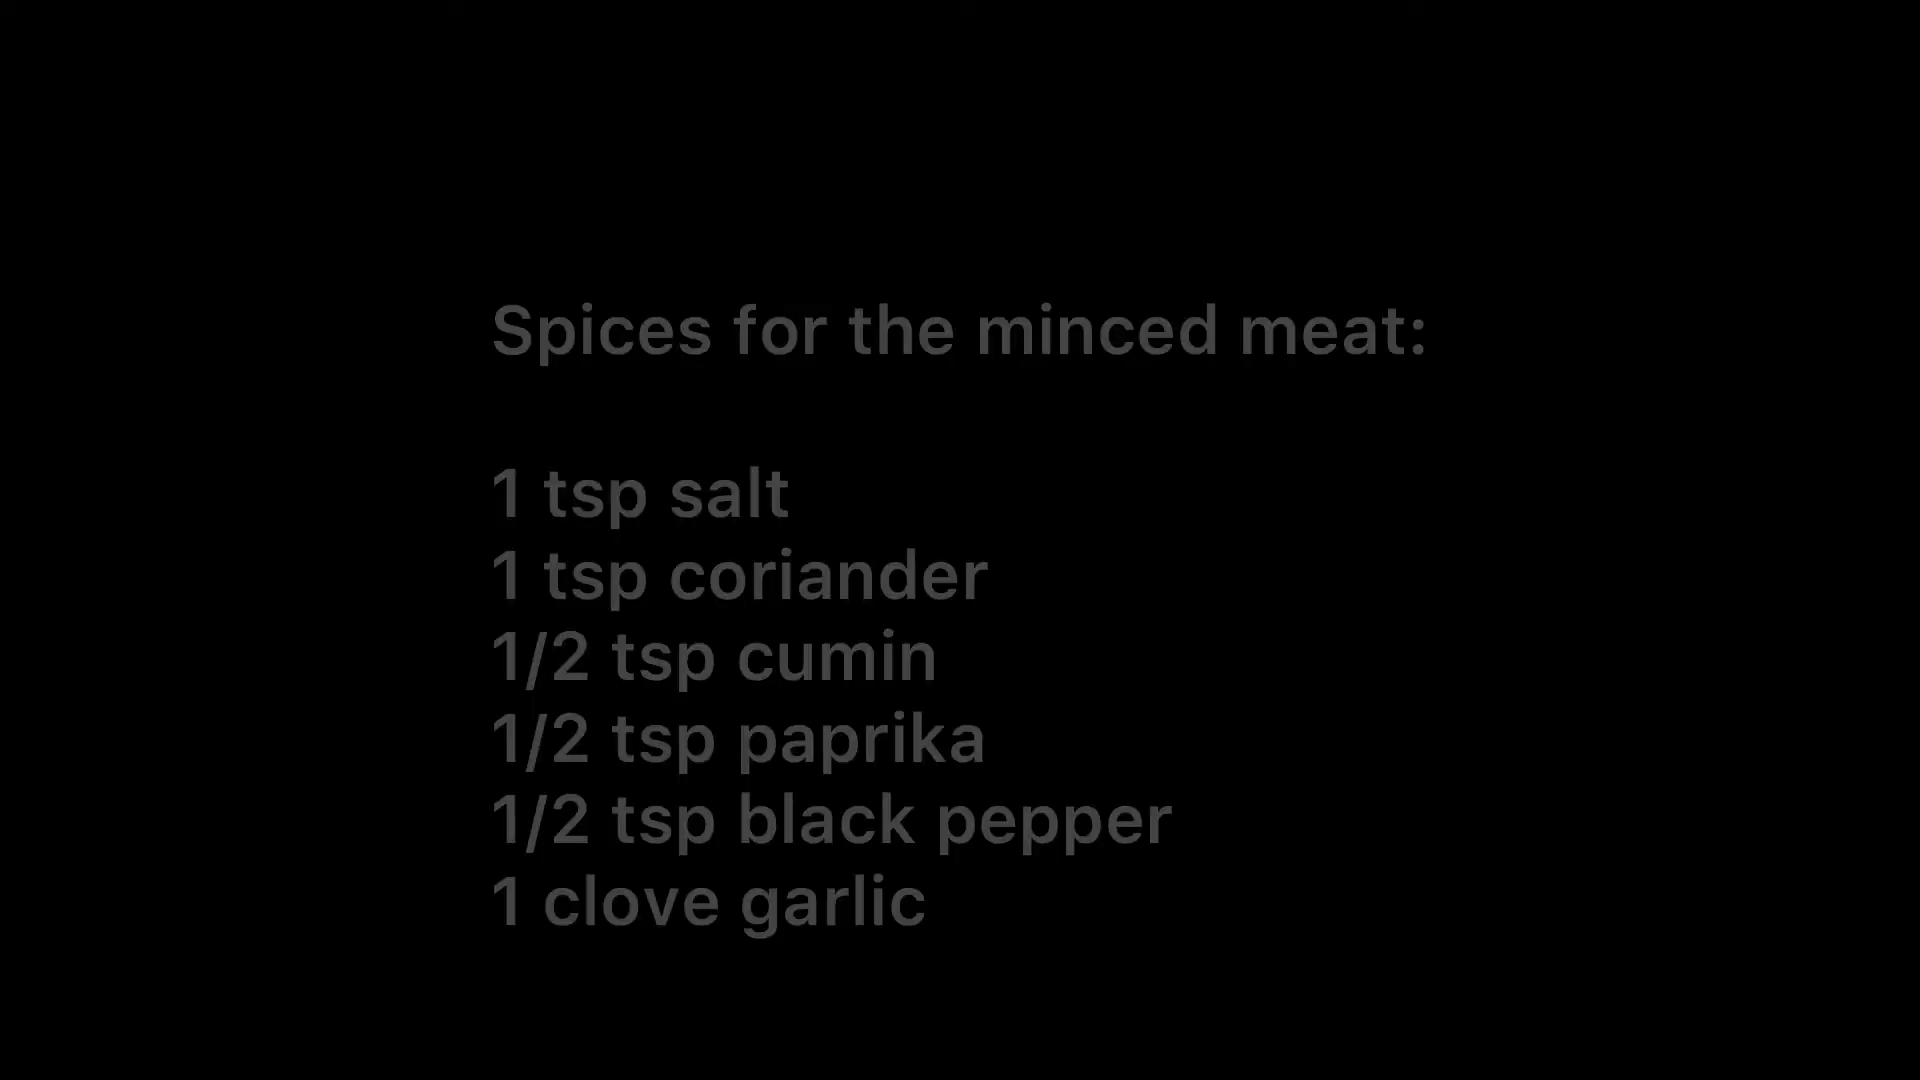 Spices for the minced meat:
1 tsp salt
1 tsp coriander
1/2 tsp cumin
1/2 tsp paprika
1/2 tsp black pepper
1 clove garlic